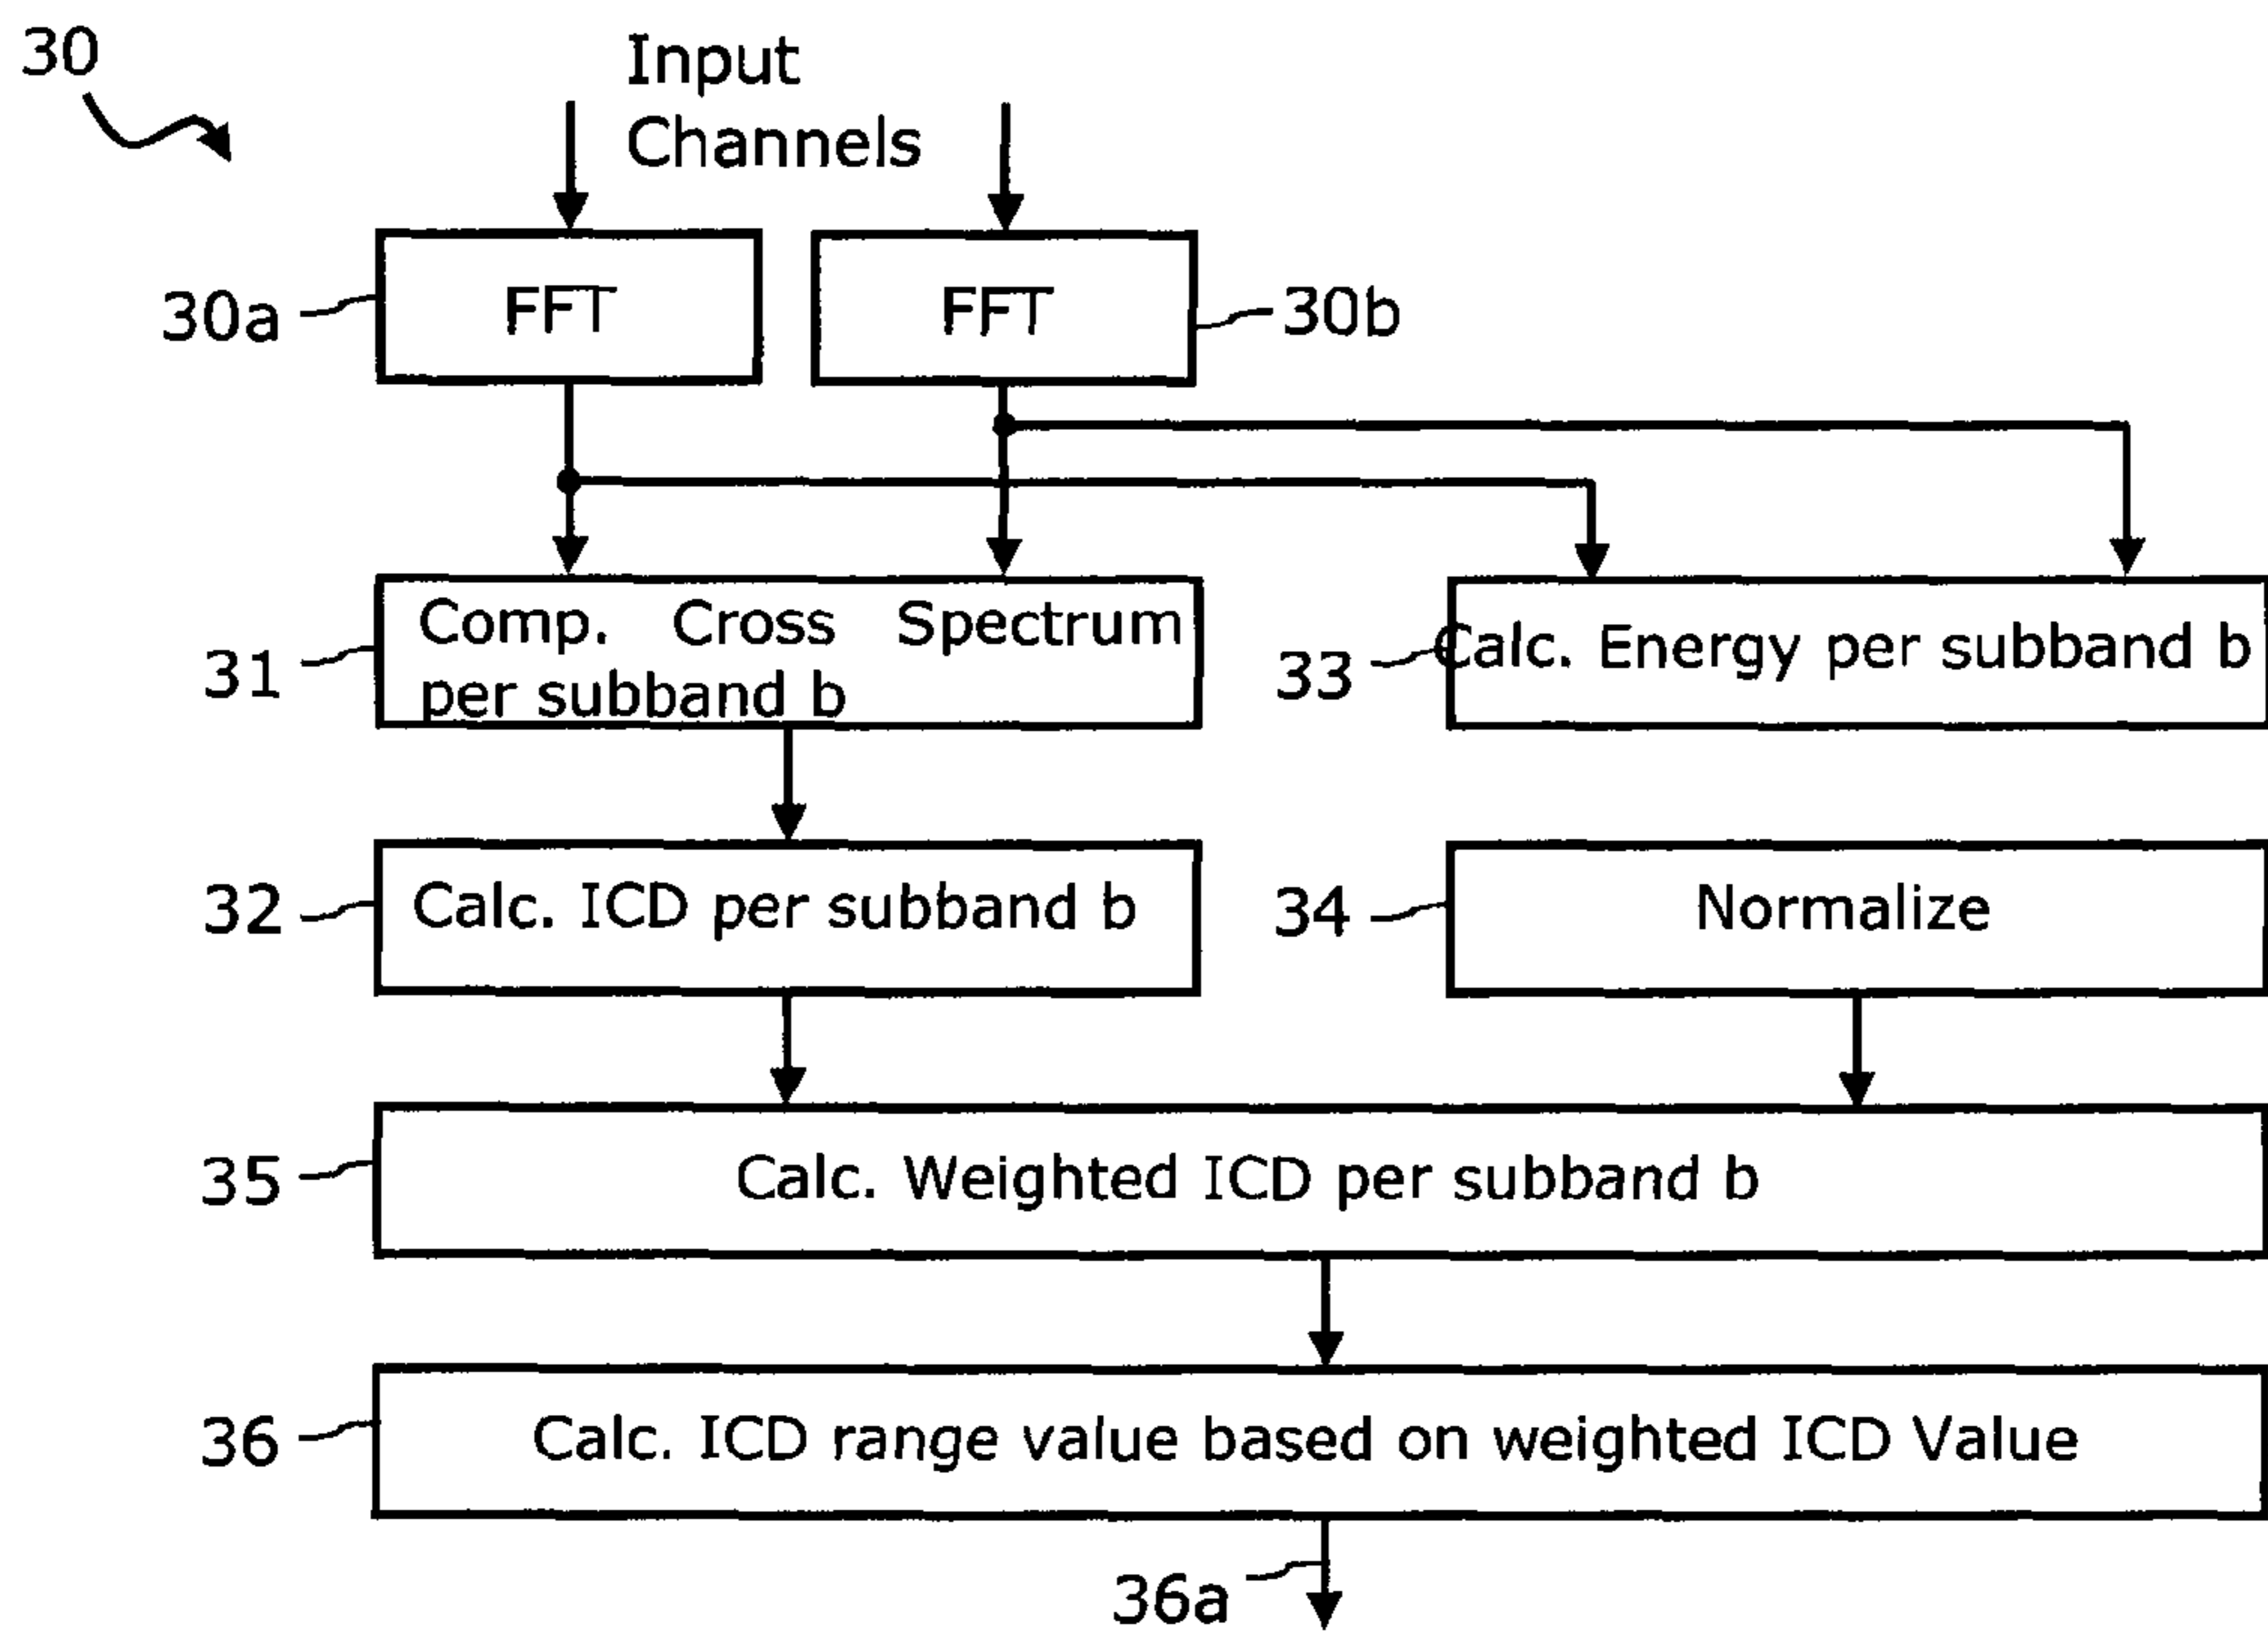 30
Input
Channels
30a
FFT
FFT
30b
31
Comp. Cross Spectrum
per subband b
33
Calc. Energy per subband b
32
Calc. ICD per subband b
34
Normalize
35
Calc. Weighted ICD per subband b
36
Calc. ICD range value based on weighted ICD Value
36a